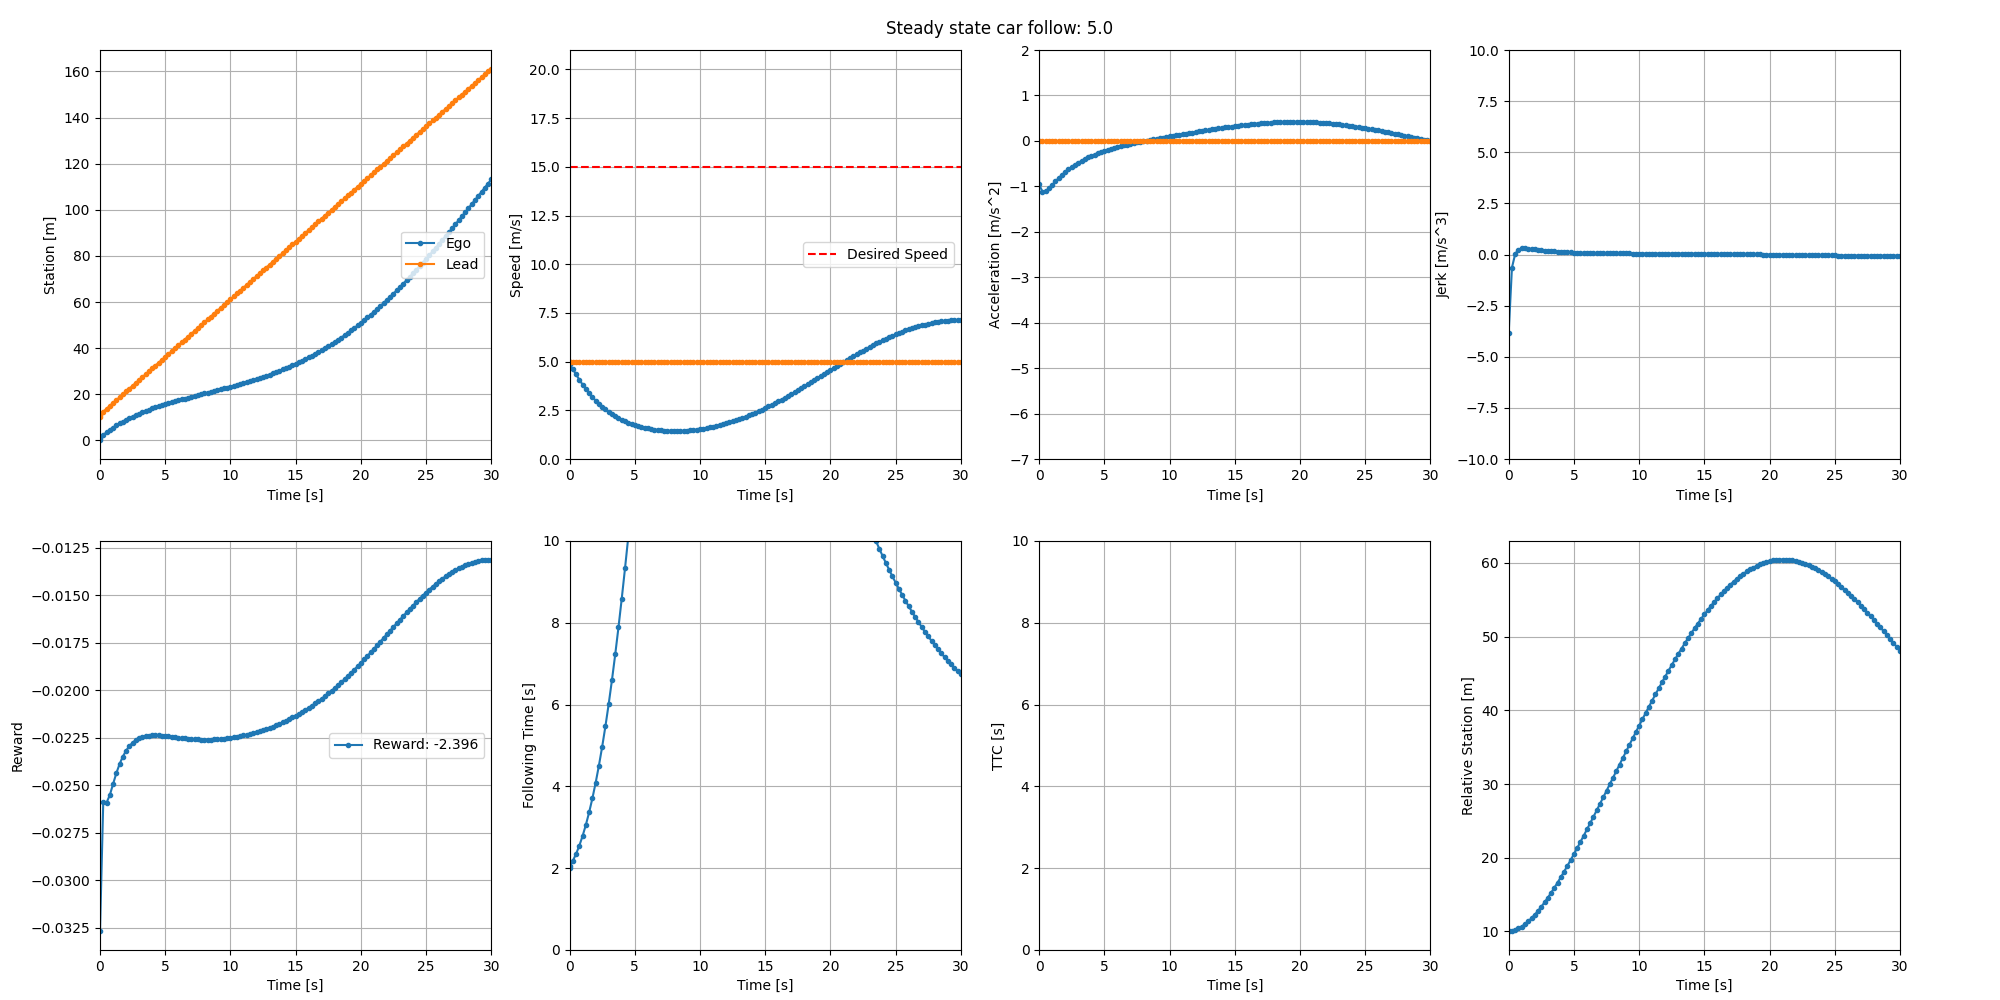 Steady state car follow: 5.0
160
140
120
100
80
60
40
20
0
Station [m]
Ego
Lead
0 5 10 15 20 25 30
Time [s]
20.0
17.5
15.0
12.5
10.0
7.5
5.0
2.5
0.0
Speed [m/s]
Desired Speed
0 5 10 15 20 25 30
Time [s]
2
1
0
−1
−2
−3
−4
−5
−6
−7
Acceleration [m/s^2]
0 5 10 15 20 25 30
Time [s]
10.0
7.5
5.0
2.5
0.0
−2.5
−5.0
−7.5
−10.0
Jerk [m/s^3]
0 5 10 15 20 25 30
Time [s]
−0.0125
−0.0150
−0.0175
−0.0200
−0.0225
−0.0250
−0.0275
−0.0300
−0.0325
Reward
Reward: -2.396
0 5 10 15 20 25 30
Time [s]
10
8
6
4
2
0
Following Time [s]
0 5 10 15 20 25 30
Time [s]
10
8
6
4
2
0
TTC [s]
0 5 10 15 20 25 30
Time [s]
60
50
40
30
20
10
Relative Station [m]
0 5 10 15 20 25 30
Time [s]